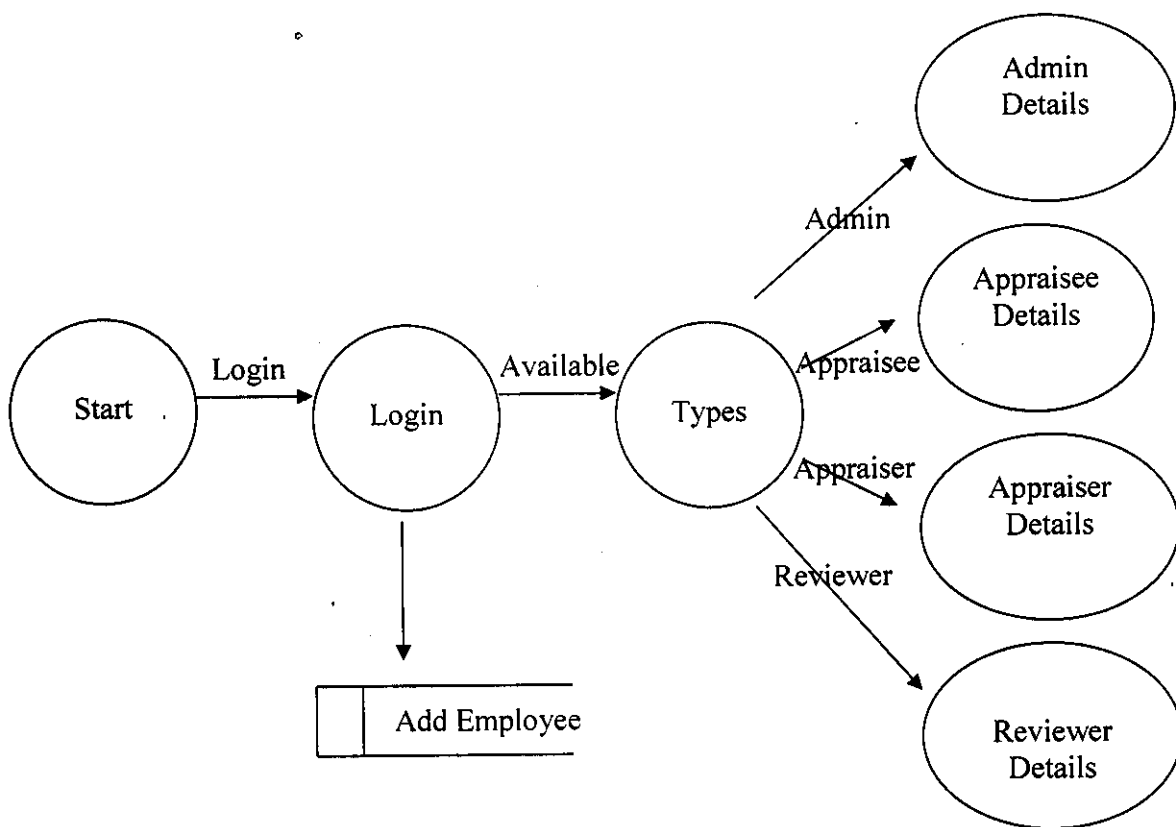 Admin
Details
Admin
Appraisee
Details
Login
Available
Appraisee
Start
Login
Types
Appraiser
Appraiser
Details
Reviewer
Add Employee
Reviewer
Details